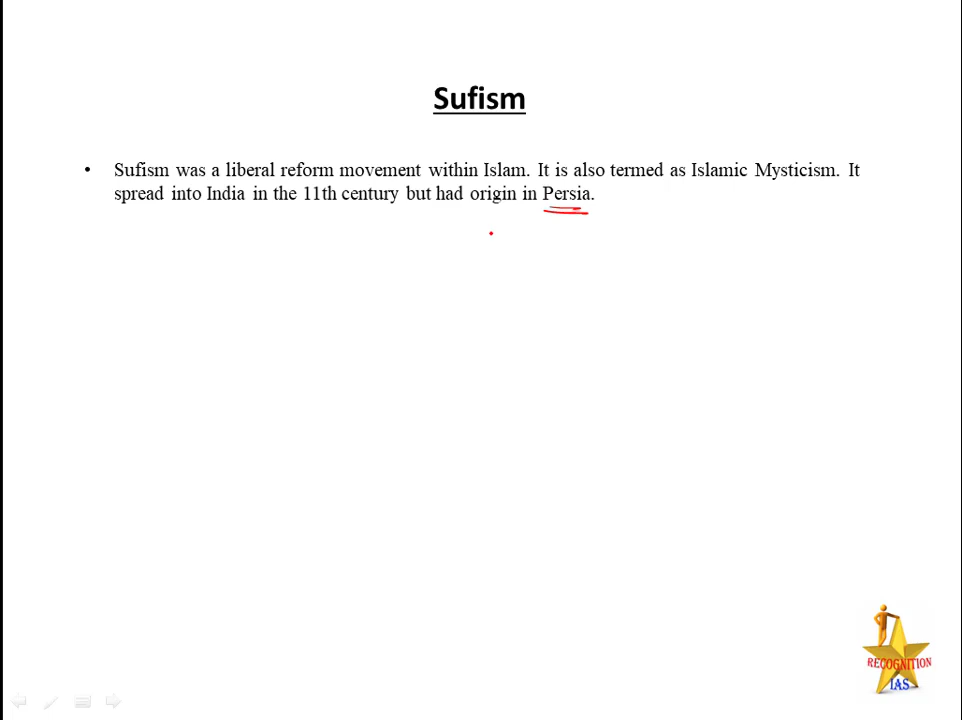 Sufism
• Sufism was a liberal reform movement within Islam. It is also termed as Islamic Mysticism. It
spread into India in the 11th century but had origin in Persia.
RECOGNITION
IAS